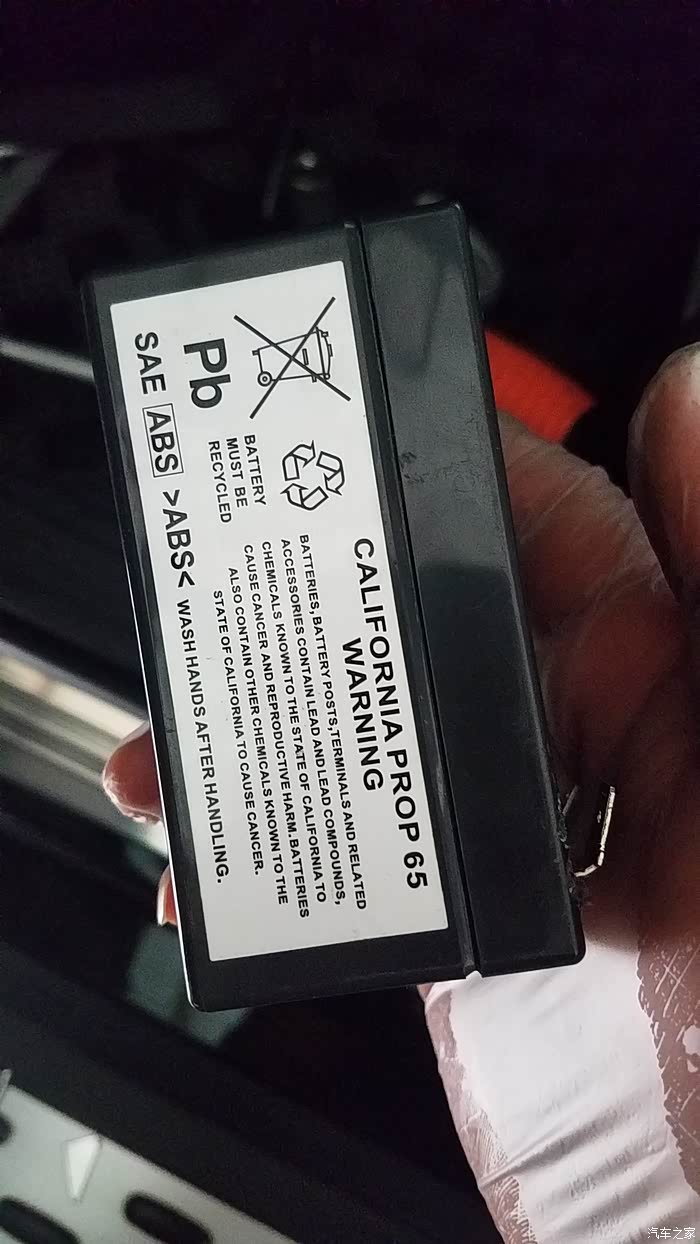 CALIFORNIA PROP 65
WARNING
BATTERIES, BATTERY POSTS, TERMINALS AND RELATED
ACCESSORIES CONTAIN LEAD AND LEAD COMPOUNDS,
CHEMICALS KNOWN TO THE STATE OF CALIFORNIA TO
CAUSE CANCER AND REPRODUCTIVE HARM. BATTERIES
ALSO CONTAIN OTHER CHEMICALS KNOWN TO THE
STATE OF CALIFORNIA TO CAUSE CANCER.
BATTERY
MUST BE
RECYCLED
Pb
SAE ABS >ABS< WASH HANDS AFTER HANDLING.
汽车之家